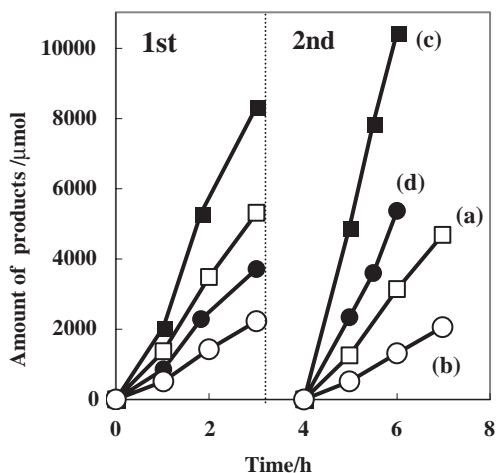 Amount of products /μmol
10000
8000
6000
4000
2000
0
1st
2nd
(c)
(d)
(a)
(b)
0
2
4
6
8
Time/h